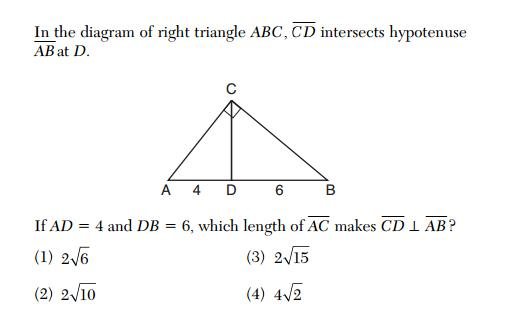 In the diagram of right triangle ABC, CD intersects hypotenuse
AB at D.
C
A 4 D 6 B
If AD = 4 and DB = 6, which length of AC makes CD ⊥ AB?
(1) 2√6 (3) 2√15
(2) 2√10 (4) 4√2